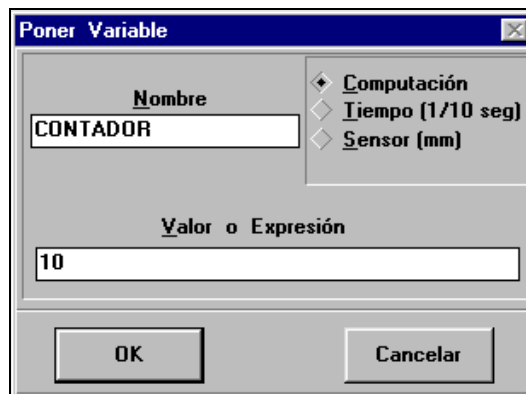 Poner Variable
Nombre
CONTADOR
Computación
Tiempo (1/10 seg)
Sensor (mm)
Valor o Expresión
10
OK
Cancelar